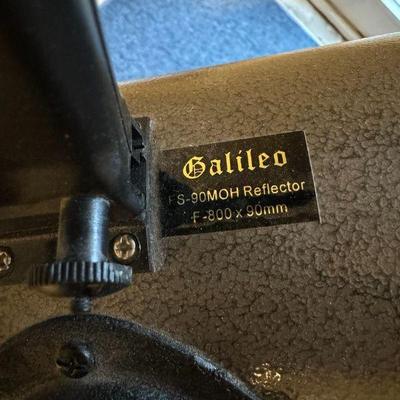 Galileo
FS-90MOH Reflector
F-800 x 90mm